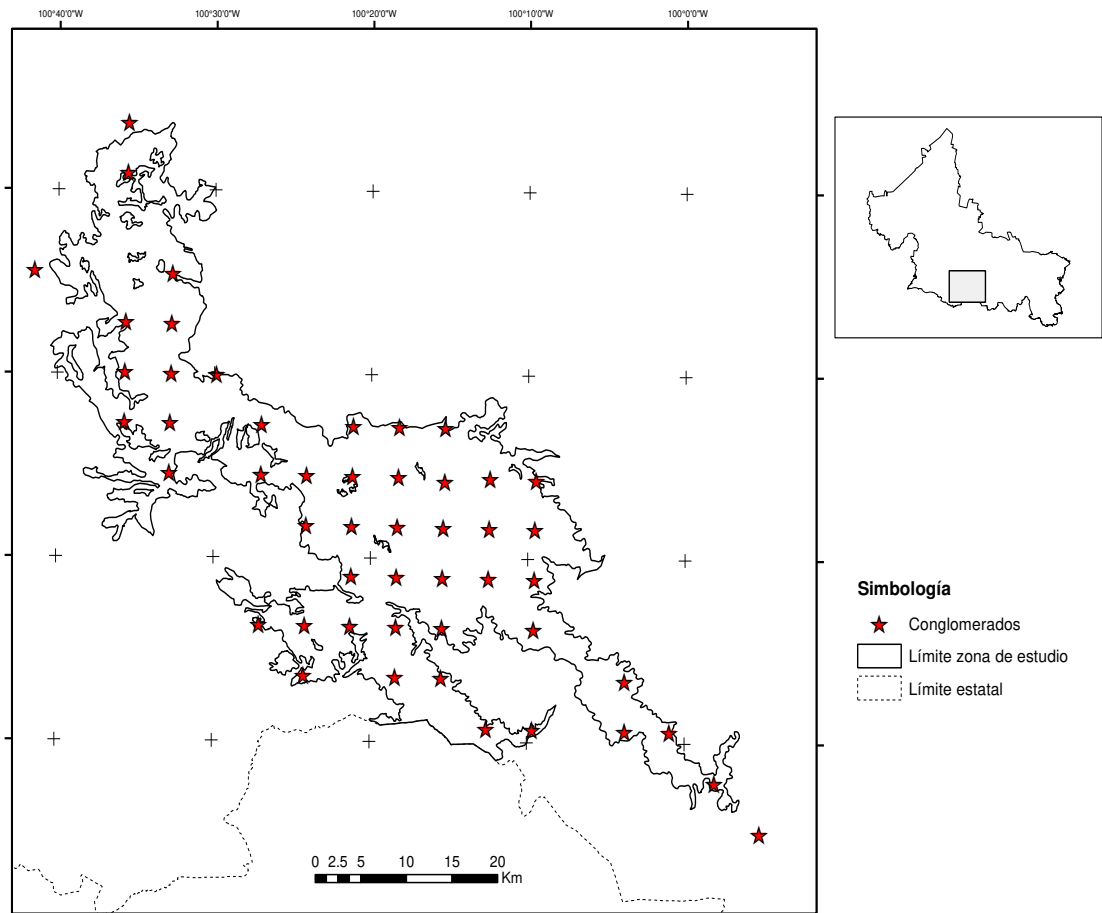 100°40'0"W 100°30'0"W 100°20'0"W 100°10'0"W 100°0'0"W
Simbología
Conglomerados
Límite zona de estudio
Límite estatal
0 2.5 5 10 15 20
Km